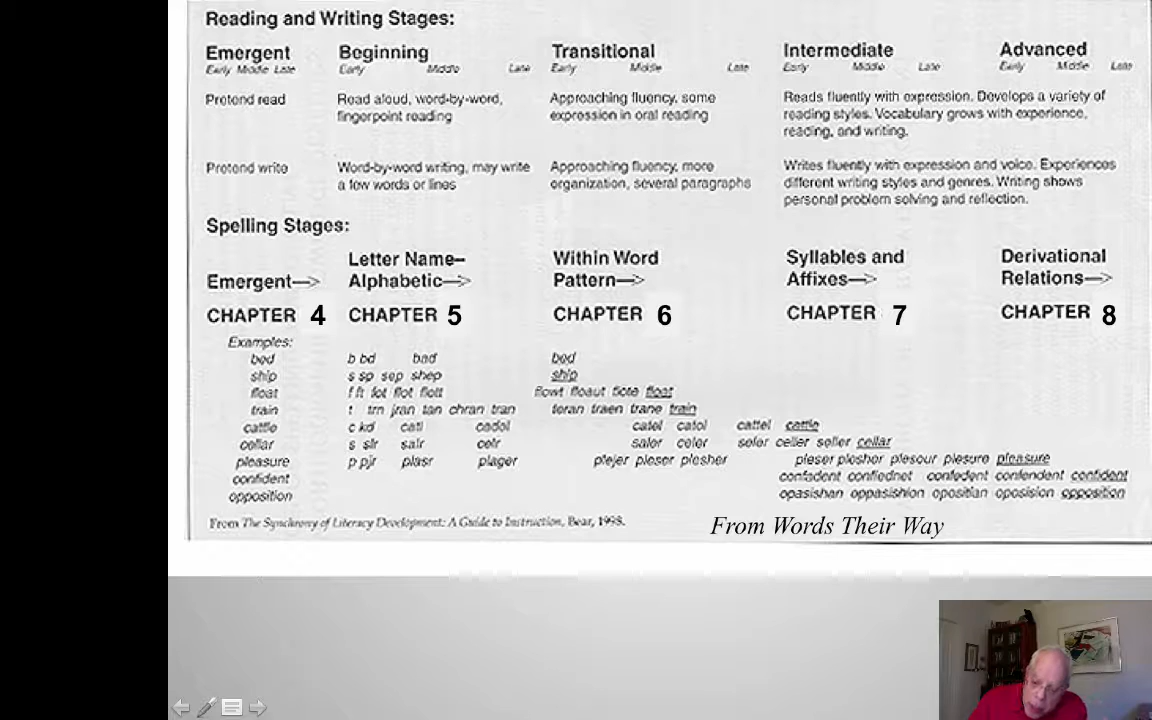 Reading and Writing Stages:
Emergent Beginning Transitional Intermediate Advanced
Early Middle Late Early Middle Late Early Middle Late Early Middle Late Early Middle Late
Pretend read
Read aloud, word-by-word,
fingerpoint reading
Approaching fluency, some
expression in oral reading
Reads fluently with expression. Develops a variety of
reading styles. Vocabulary grows with experience,
reading, and writing.
Pretend write
Word-by-word writing, may write
a few words or lines
Approaching fluency, more
organization, several paragraphs
Writes fluently with expression and voice. Experiences
different writing styles and genres. Writing shows
personal problem solving and reflection.
Spelling Stages:
Emergent—>
Letter Name–
Alphabetic—>
Within Word
Pattern—>
Syllables and
Affixes—>
Derivational
Relations—>
CHAPTER 4 CHAPTER 5 CHAPTER 6 CHAPTER 7 CHAPTER 8
Examples:
bed b bd bad bed
ship s sp sep shep ship
float f ft fot flot flott flowt floaut flote float
train t trn jran tan chran tran teran traen trane train
cattle c kd catl cadol catel catol cattel cattle
cellar s slr salr celr saler celer seler celler seller cellar
pleasure p pjr plasr plager plejer pleser plesher pleser plesher plesour plesure pleasure
confident confadent confiednet confedent confendent confident
opposition opasishan oppasishion opositian oposision opposition
From The Synchrony of Literacy Development: A Guide to Instruction, Bear, 1998.
From Words Their Way